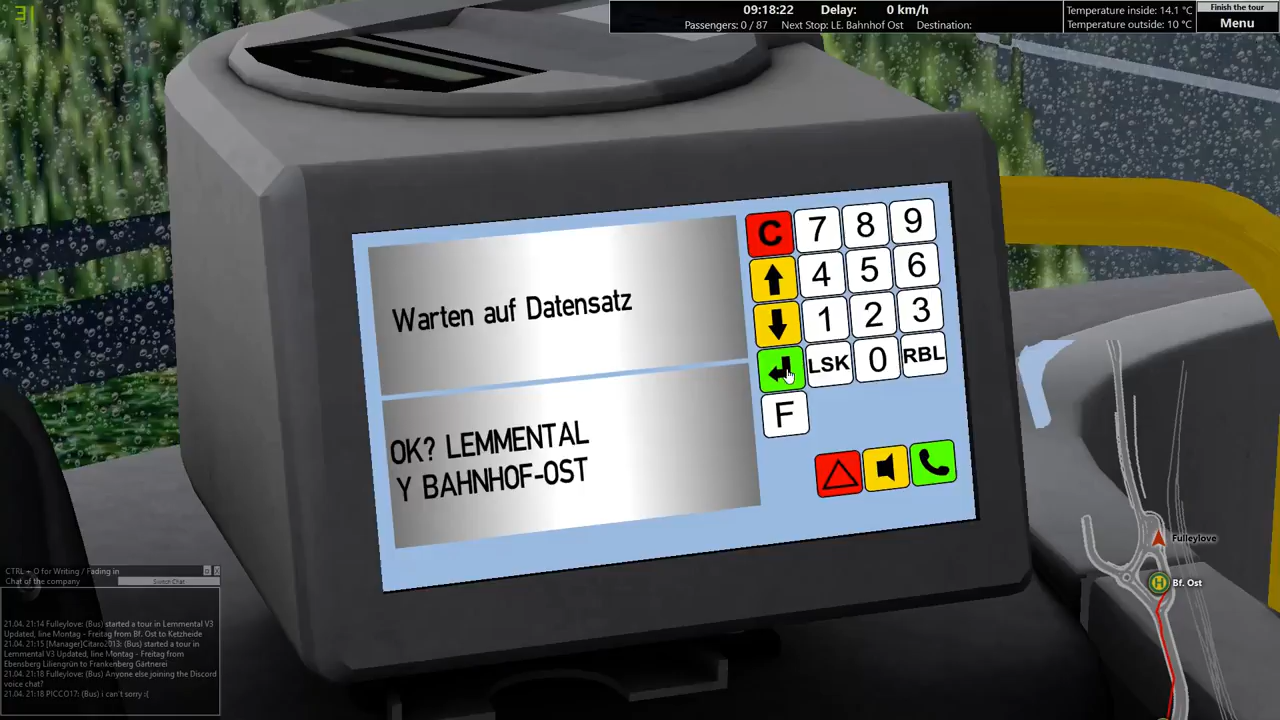 31
09:18:22 Delay: 0 km/h
Passengers: 0 / 87 Next Stop: LE. Bahnhof Ost Destination:
Temperature inside: 14.1 °C
Temperature outside: 10 °C
Finish the tour
Menu
Warten auf Datensatz
OK? LEMMENTAL
Y BAHNHOF-OST
C 7 8 9
4 5 6
1 2 3
LSK 0 RBL
F
Fulleylove
H Bf. Ost
CTRL + O for Writing / Fading in
Chat of the company
Switch Chat
21.04. 21:14 Fulleylove: (Bus) started a tour in Lemmental V3
Updated, line Montag - Freitag from Bf. Ost to Ketzheide
21.04. 21:15 [Manager]Citaro2013: (Bus) started a tour in
Lemmental V3 Updated, line Montag - Freitag from
Ebensberg Liliengrün to Frankenberg Gärtnerei
21.04. 21:18 Fulleylove: (Bus) Anyone else joining the Discord
voice chat?
21.04. 21:18 PICCO17: (Bus) i can't sorry :(